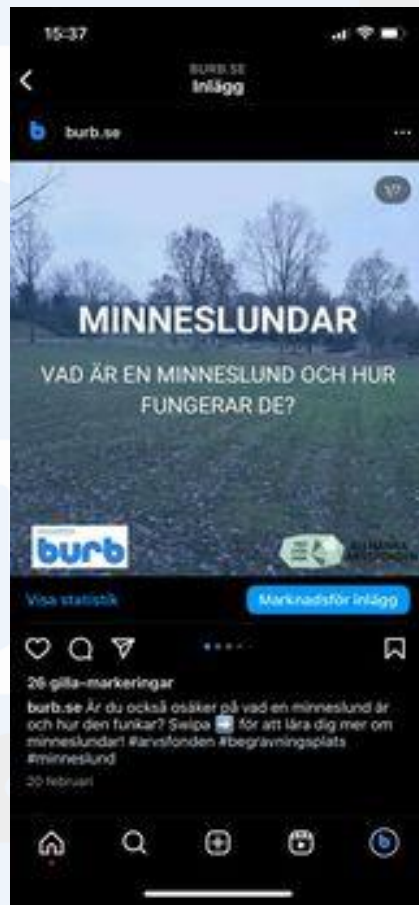 15:37
BURB.SE
Inlägg
burb.se
1/7
MINNESLUNDAR
VAD ÄR EN MINNESLUND OCH HUR
FUNGERAR DE?
burb
Visa statistik
Marknadsför inlägg
26 gilla-markeringar
burb.se Är du också osäker på vad en minneslund är
och hur den funkar? Swipa ➡️ för att lära dig mer om
minneslundar! #arvsfonden #begravningsplats
#minneslund
20 februari